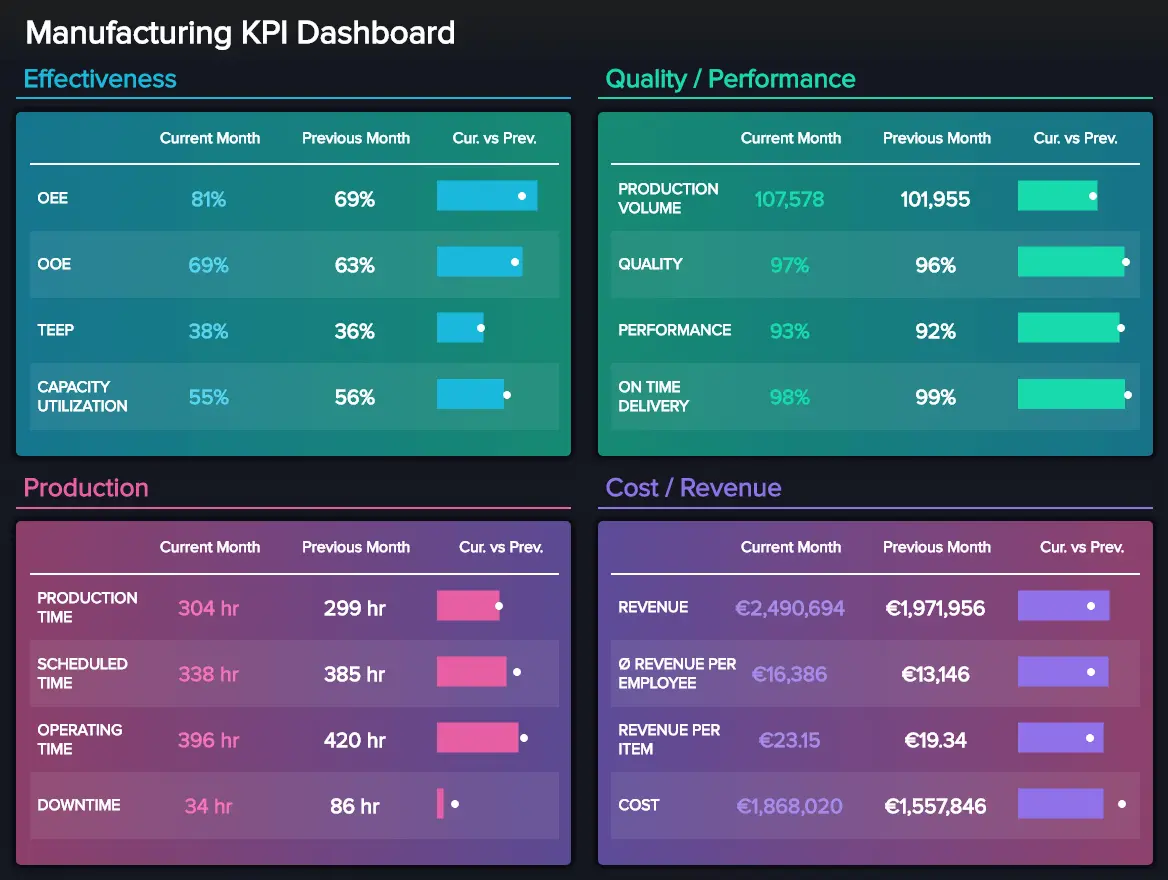 Manufacturing KPI Dashboard
Effectiveness
Current Month Previous Month Cur. vs Prev.
OEE 81% 69%
OOE 69% 63%
TEEP 38% 36%
CAPACITY
UTILIZATION 55% 56%
Quality / Performance
Current Month Previous Month Cur. vs Prev.
PRODUCTION
VOLUME 107,578 101,955
QUALITY 97% 96%
PERFORMANCE 93% 92%
ON TIME
DELIVERY 98% 99%
Production
Current Month Previous Month Cur. vs Prev.
PRODUCTION
TIME 304 hr 299 hr
SCHEDULED
TIME 338 hr 385 hr
OPERATING
TIME 396 hr 420 hr
DOWNTIME 34 hr 86 hr
Cost / Revenue
Current Month Previous Month Cur. vs Prev.
REVENUE €2,490,694 €1,971,956
Ø REVENUE PER
EMPLOYEE €16,386 €13,146
REVENUE PER
ITEM €23.15 €19.34
COST €1,868,020 €1,557,846